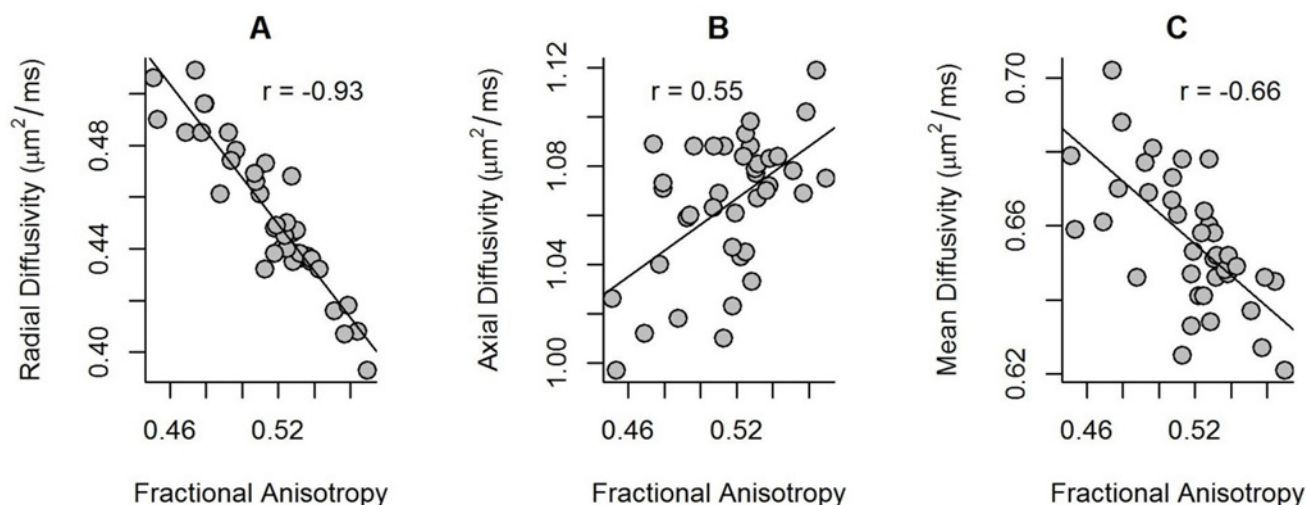 A
r = -0.93
Radial Diffusivity (μm²/ms)
0.48
0.44
0.40
0.46 0.52
Fractional Anisotropy
B
r = 0.55
Axial Diffusivity (μm²/ms)
1.12
1.08
1.04
1.00
0.46 0.52
Fractional Anisotropy
C
r = -0.66
Mean Diffusivity (μm²/ms)
0.70
0.66
0.62
0.46 0.52
Fractional Anisotropy